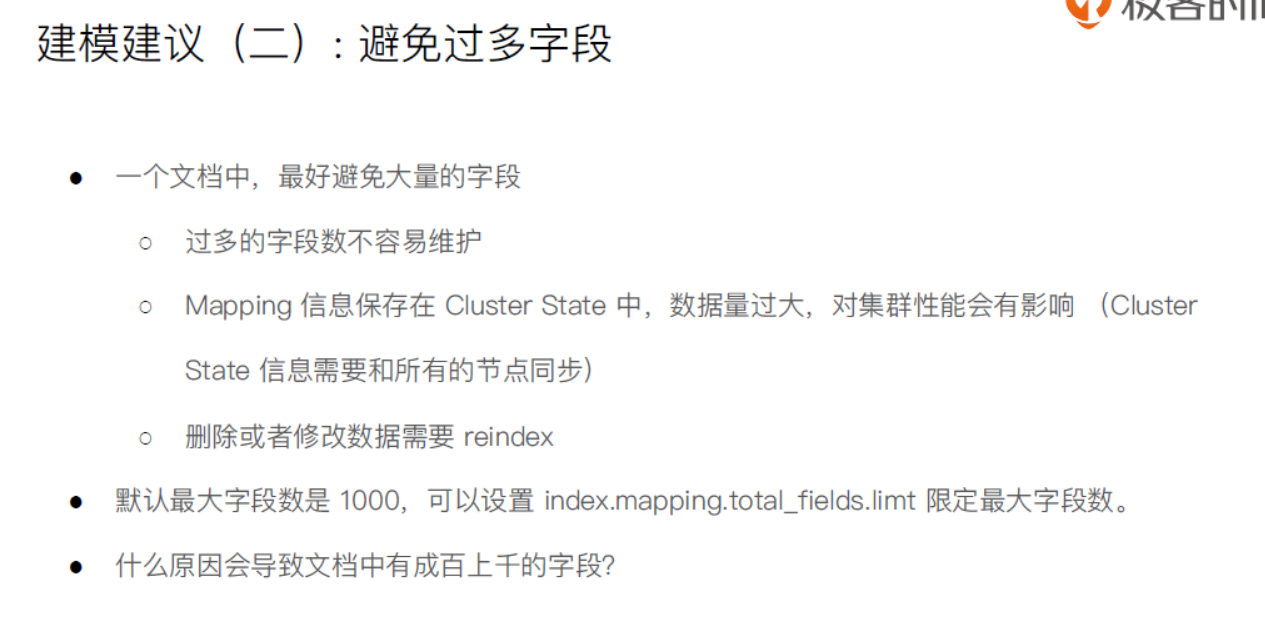 建模建议（二）: 避免过多字段
● 一个文档中，最好避免大量的字段
○ 过多的字段数不容易维护
○ Mapping 信息保存在 Cluster State 中，数据量过大，对集群性能会有影响 （Cluster
State 信息需要和所有的节点同步）
○ 删除或者修改数据需要 reindex
● 默认最大字段数是 1000，可以设置 index.mapping.total_fields.limt 限定最大字段数。
● 什么原因会导致文档中有成百上千的字段？